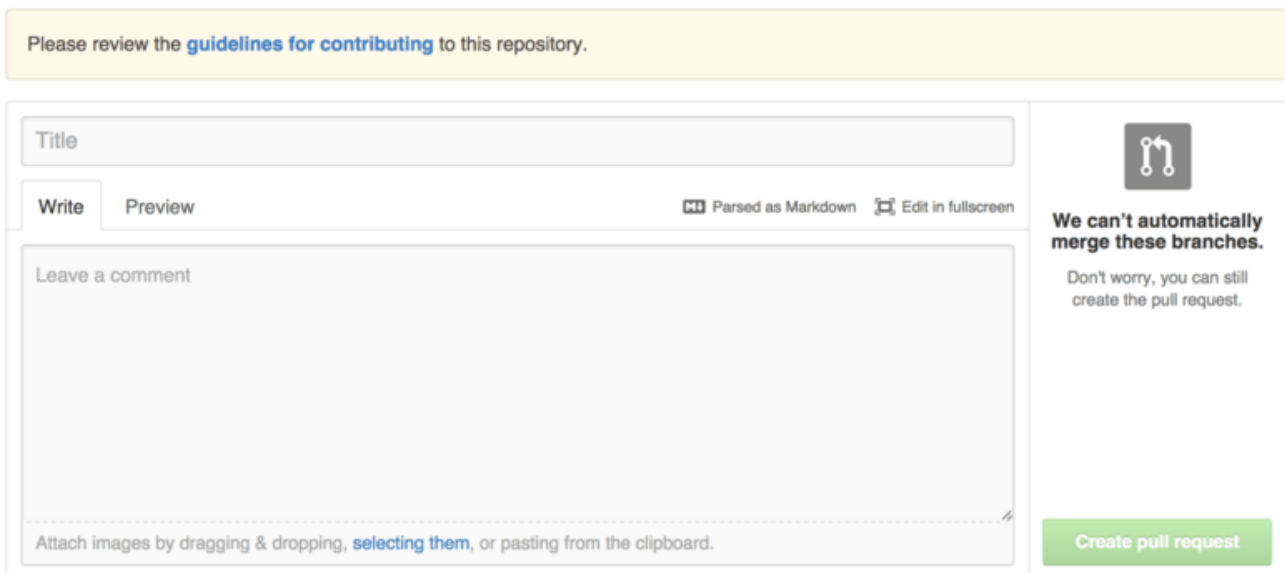 Please review the guidelines for contributing to this repository.
Title
Write Preview Parsed as Markdown Edit in fullscreen
Leave a comment
Attach images by dragging & dropping, selecting them, or pasting from the clipboard.
We can't automatically
merge these branches.
Don't worry, you can still
create the pull request.
Create pull request